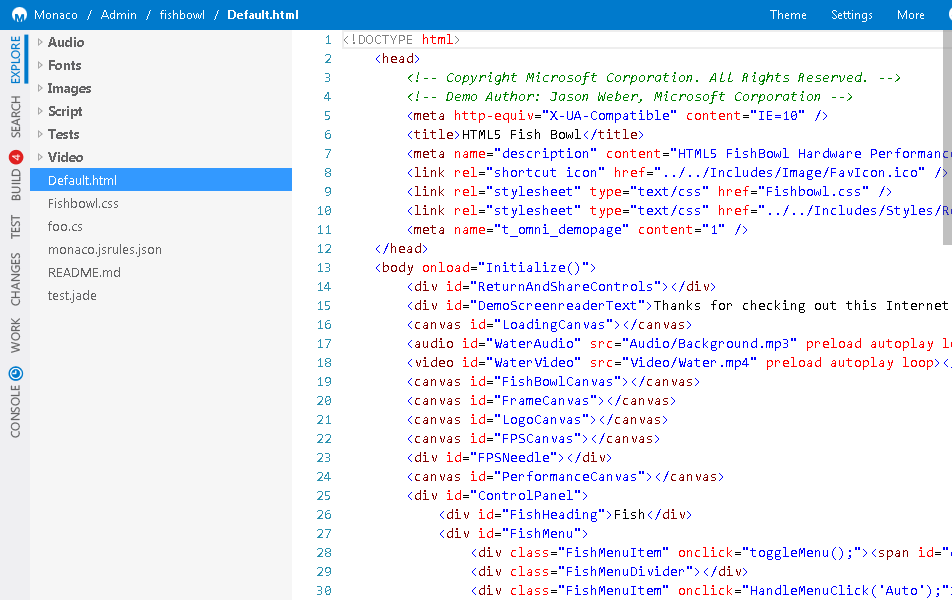 Monaco / Admin / fishbowl / Default.html Theme Settings More
EXPLORE
SEARCH
BUILD 4
TEST
CHANGES
WORK
CONSOLE
Audio
Fonts
Images
Script
Tests
Video
Default.html
Fishbowl.css
foo.cs
monaco.jsrules.json
README.md
test.jade
1 <!DOCTYPE html>
2 <head>
3 <!-- Copyright Microsoft Corporation. All Rights Reserved. -->
4 <!-- Demo Author: Jason Weber, Microsoft Corporation -->
5 <meta http-equiv="X-UA-Compatible" content="IE=10" />
6 <title>HTML5 Fish Bowl</title>
7 <meta name="description" content="HTML5 FishBowl Hardware Performanc
8 <link rel="shortcut icon" href="../../Includes/Image/FavIcon.ico" />
9 <link rel="stylesheet" type="text/css" href="Fishbowl.css" />
10 <link rel="stylesheet" type="text/css" href="../../Includes/Styles/R
11 <meta name="t_omni_demopage" content="1" />
12 </head>
13 <body onload="Initialize()">
14 <div id="ReturnAndShareControls"></div>
15 <div id="DemoScreenreaderText">Thanks for checking out this Internet
16 <canvas id="LoadingCanvas"></canvas>
17 <audio id="WaterAudio" src="Audio/Background.mp3" preload autoplay l
18 <video id="WaterVideo" src="Video/Water.mp4" preload autoplay loop><
19 <canvas id="FishBowlCanvas"></canvas>
20 <canvas id="FrameCanvas"></canvas>
21 <canvas id="LogoCanvas"></canvas>
22 <canvas id="FPSCanvas"></canvas>
23 <div id="FPSNeedle"></div>
24 <canvas id="PerformanceCanvas"></canvas>
25 <div id="ControlPanel">
26 <div id="FishHeading">Fish</div>
27 <div id="FishMenu">
28 <div class="FishMenuItem" onclick="toggleMenu();"><span id="
29 <div class="FishMenuDivider"></div>
30 <div class="FishMenuItem" onclick="HandleMenuClick('Auto');"